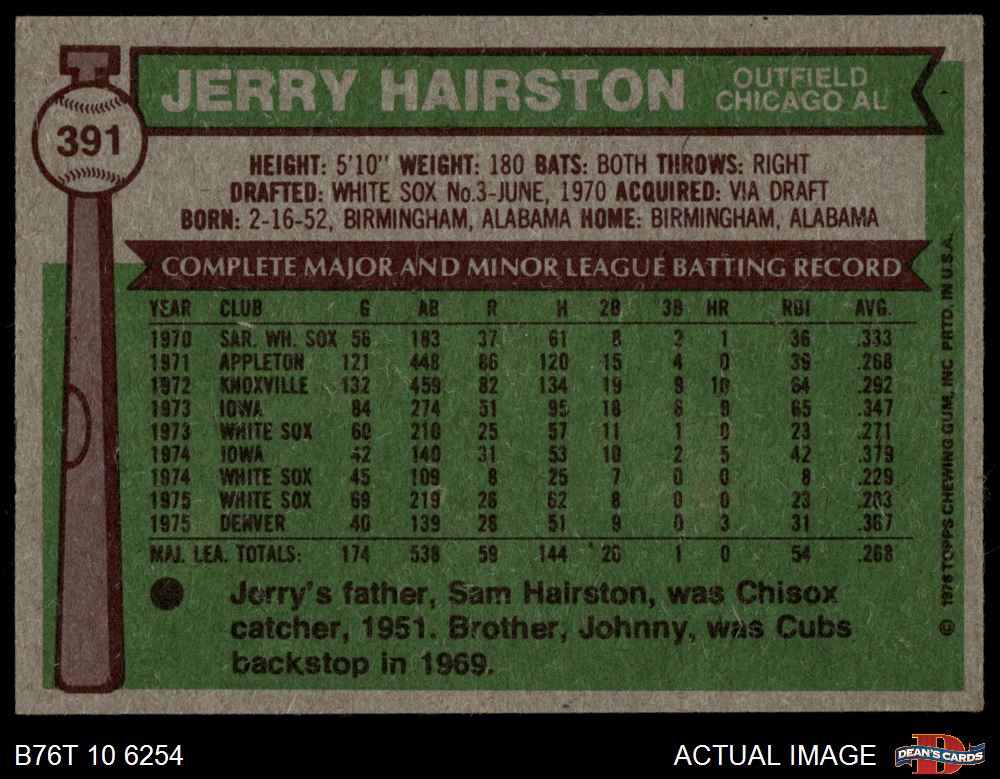 391
JERRY HAIRSTON
OUTFIELD
CHICAGO AL
HEIGHT: 5'10" WEIGHT: 180 BATS: BOTH THROWS: RIGHT
DRAFTED: WHITE SOX No.3-JUNE, 1970 ACQUIRED: VIA DRAFT
BORN: 2-16-52, BIRMINGHAM, ALABAMA HOME: BIRMINGHAM, ALABAMA
COMPLETE MAJOR AND MINOR LEAGUE BATTING RECORD
YEAR CLUB G AB R H 2B 3B HR RBI AVG.
1970 SAR. WH. SOX 56 183 37 61 8 2 1 36 .333
1971 APPLETON 121 448 86 120 15 4 0 39 .268
1972 KNOXVILLE 132 459 82 134 19 9 10 64 .292
1973 IOWA 84 274 51 95 18 6 9 65 .347
1973 WHITE SOX 60 210 25 57 11 1 0 23 .271
1974 IOWA 42 140 31 53 10 2 5 42 .379
1974 WHITE SOX 45 109 8 25 7 0 0 8 .229
1975 WHITE SOX 69 219 26 62 8 0 0 23 .283
1975 DENVER 40 139 26 51 9 0 3 31 .367
MAJ. LEA. TOTALS: 174 538 59 144 26 1 0 54 .268
Jerry's father, Sam Hairston, was Chisox
catcher, 1951. Brother, Johnny, was Cubs
backstop in 1969.
© 1976 TOPPS CHEWING GUM, INC PRTD. IN U.S.A.
B76T 10 6254
ACTUAL IMAGE
DEAN'S CARDS